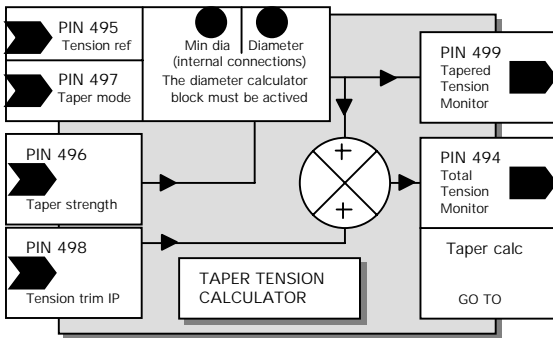 PIN 495
Tension ref
PIN 497
Taper mode
Min dia
Diameter
(internal connections)
The diameter calculator
block must be actived
PIN 496
Taper strength
PIN 498
Tension trim IP
+
+
TAPER TENSION
CALCULATOR
PIN 499
Tapered
Tension
Monitor
PIN 494
Total
Tension
Monitor
Taper calc
GO TO